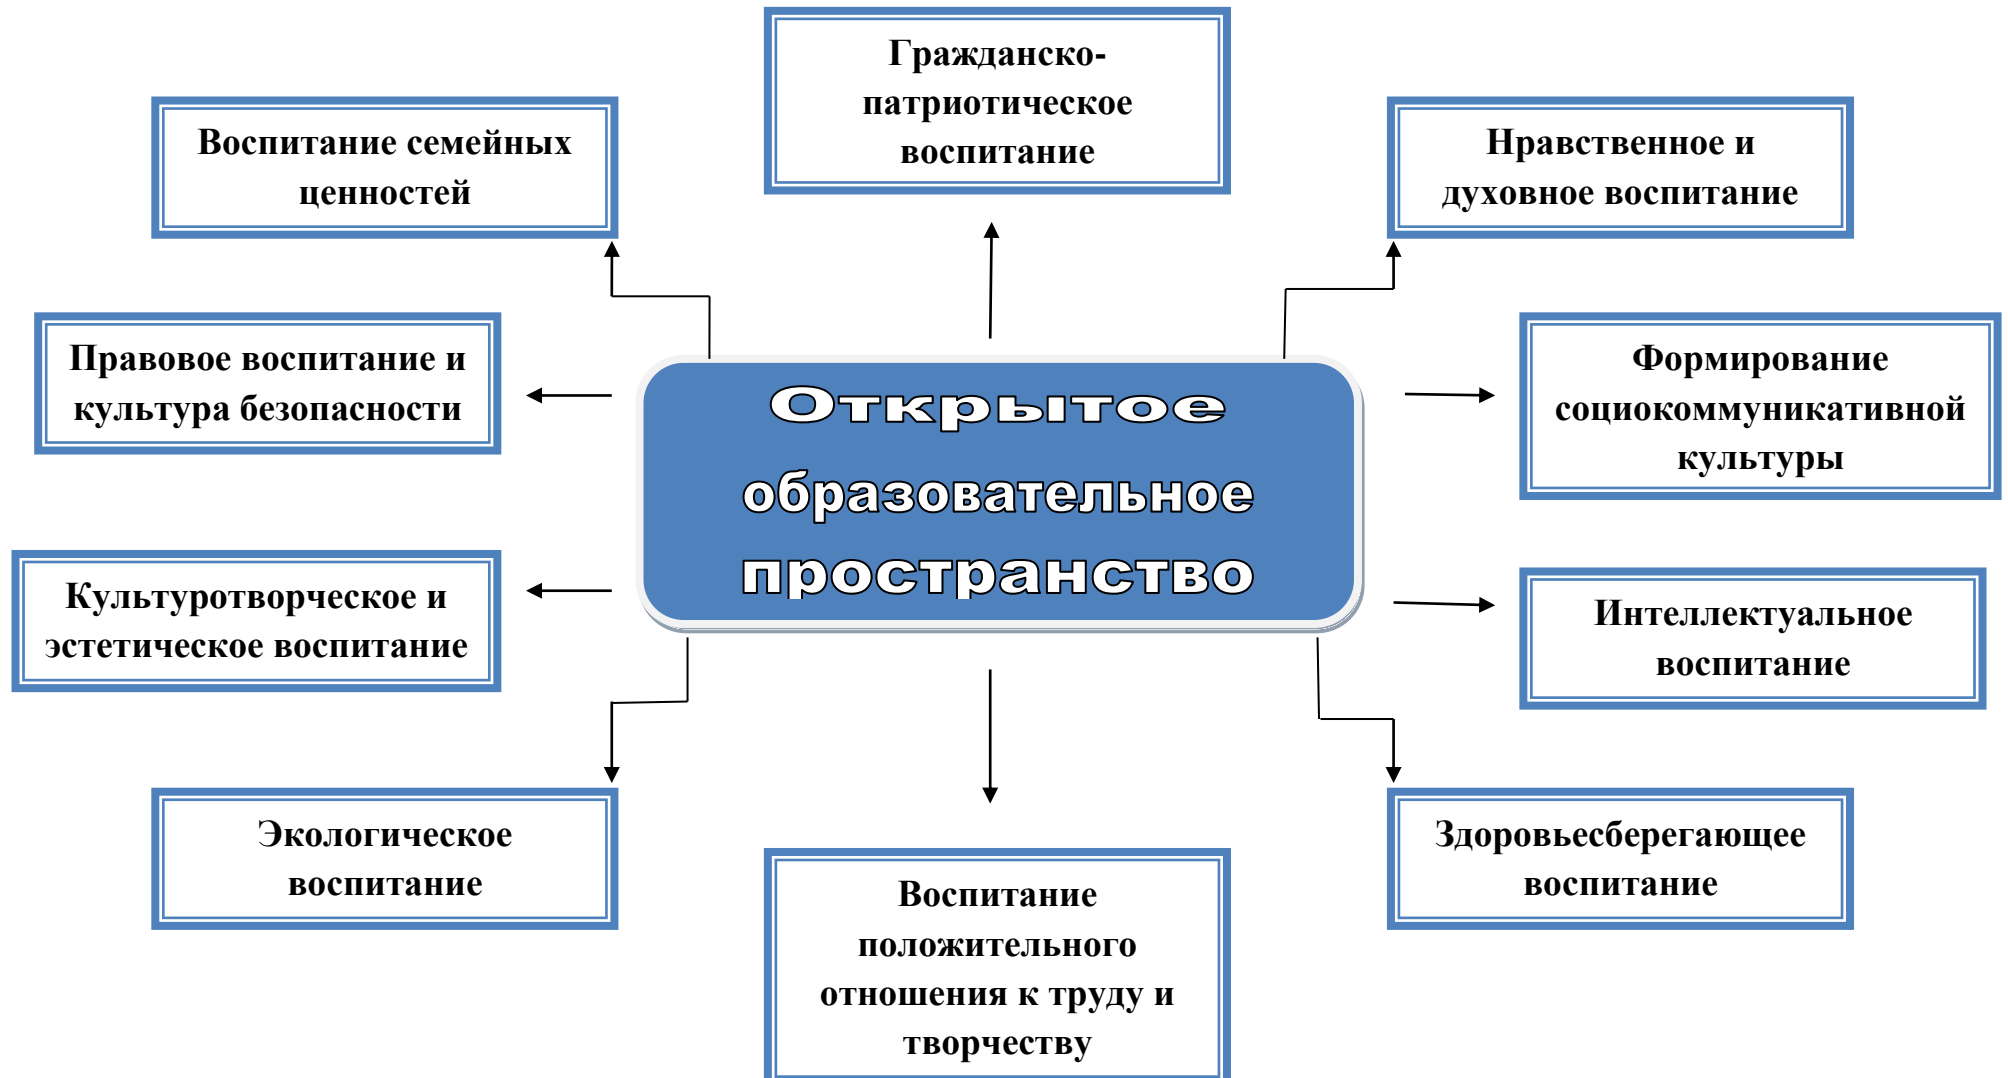 Гражданско-
патриотическое
воспитание
Воспитание семейных
ценностей
Нравственное и
духовное воспитание
Правовое воспитание и
культура безопасности
Открытое
образовательное
пространство
Формирование
социокоммуникативной
культуры
Культуротворческое и
эстетическое воспитание
Интеллектуальное
воспитание
Экологическое
воспитание
Воспитание
положительного
отношения к труду и
творчеству
Здоровьесберегающее
воспитание